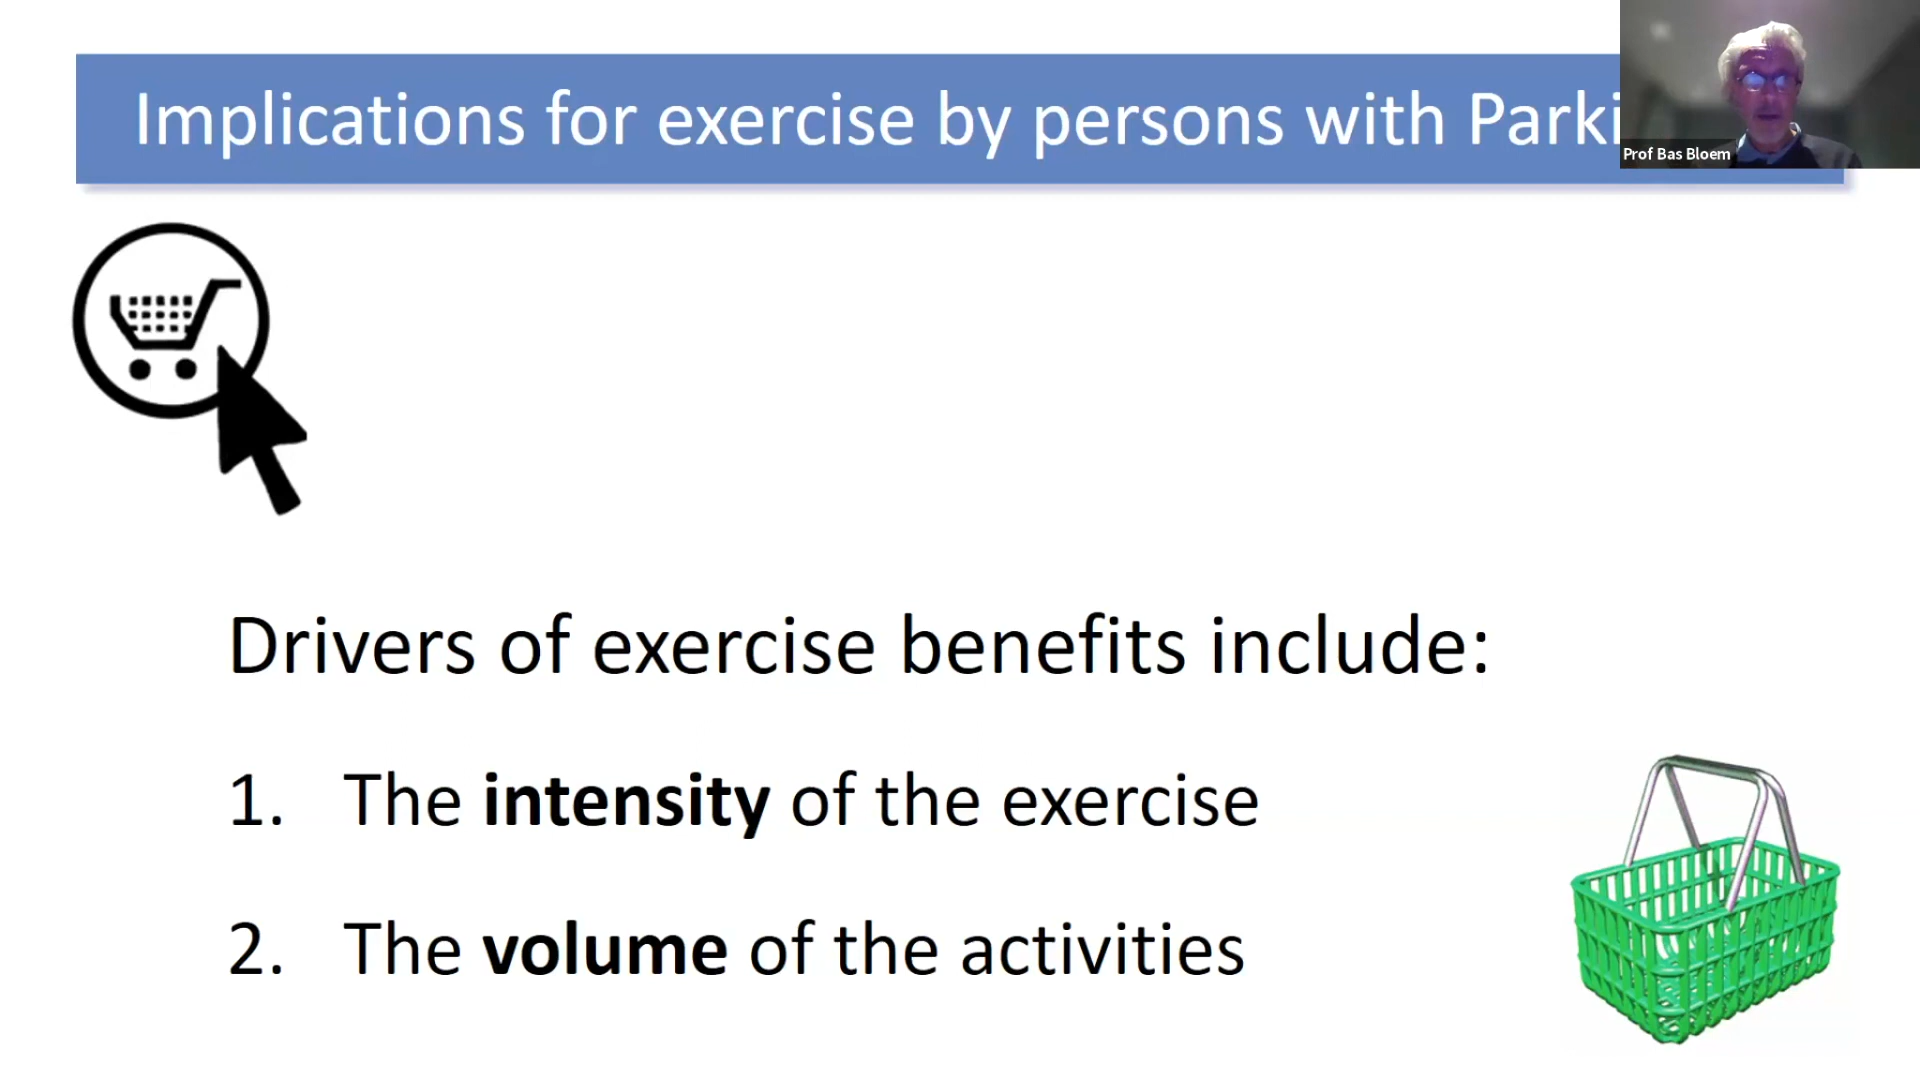 Implications for exercise by persons with Parki
Prof Bas Bloem
Drivers of exercise benefits include:
1. The intensity of the exercise
2. The volume of the activities